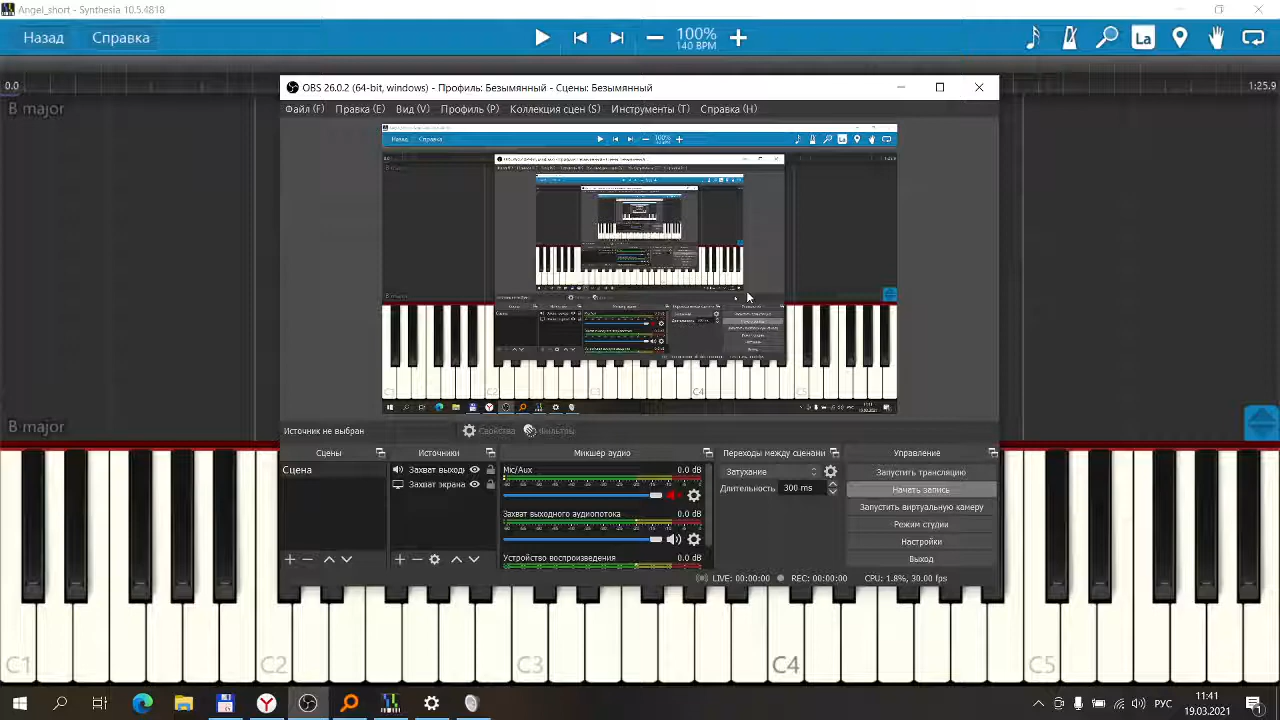 Angel_short - Synthesia 10.5.4818
Назад Справка 100% La
140 BPM
0.0 1:25.9
B major
OBS 26.0.2 (64-bit, windows) - Профиль: Безымянный - Сцены: Безымянный
Файл (F) Правка (E) Вид (V) Профиль (P) Коллекция сцен (S) Инструменты (T) Справка (H)
B major
Источник не выбран Свойства Фильтры
Сцены Источники Микшер аудио Переходы между сценами Управление
Сцена
Захват выход
Захват экрана
Mic/Aux 0.0 dB
Захват выходного аудиопотока 0.0 dB
Устройство воспроизведения 0.0 dB
Затухание
Длительность 300 ms
Запустить трансляцию
Начать запись
Запустить виртуальную камеру
Режим студии
Настройки
Выход
LIVE: 00:00:00 REC: 00:00:00 CPU: 1.8%, 30.00 fps
C1 C2 C3 C4 C5
РУС 11:41
19.03.2021